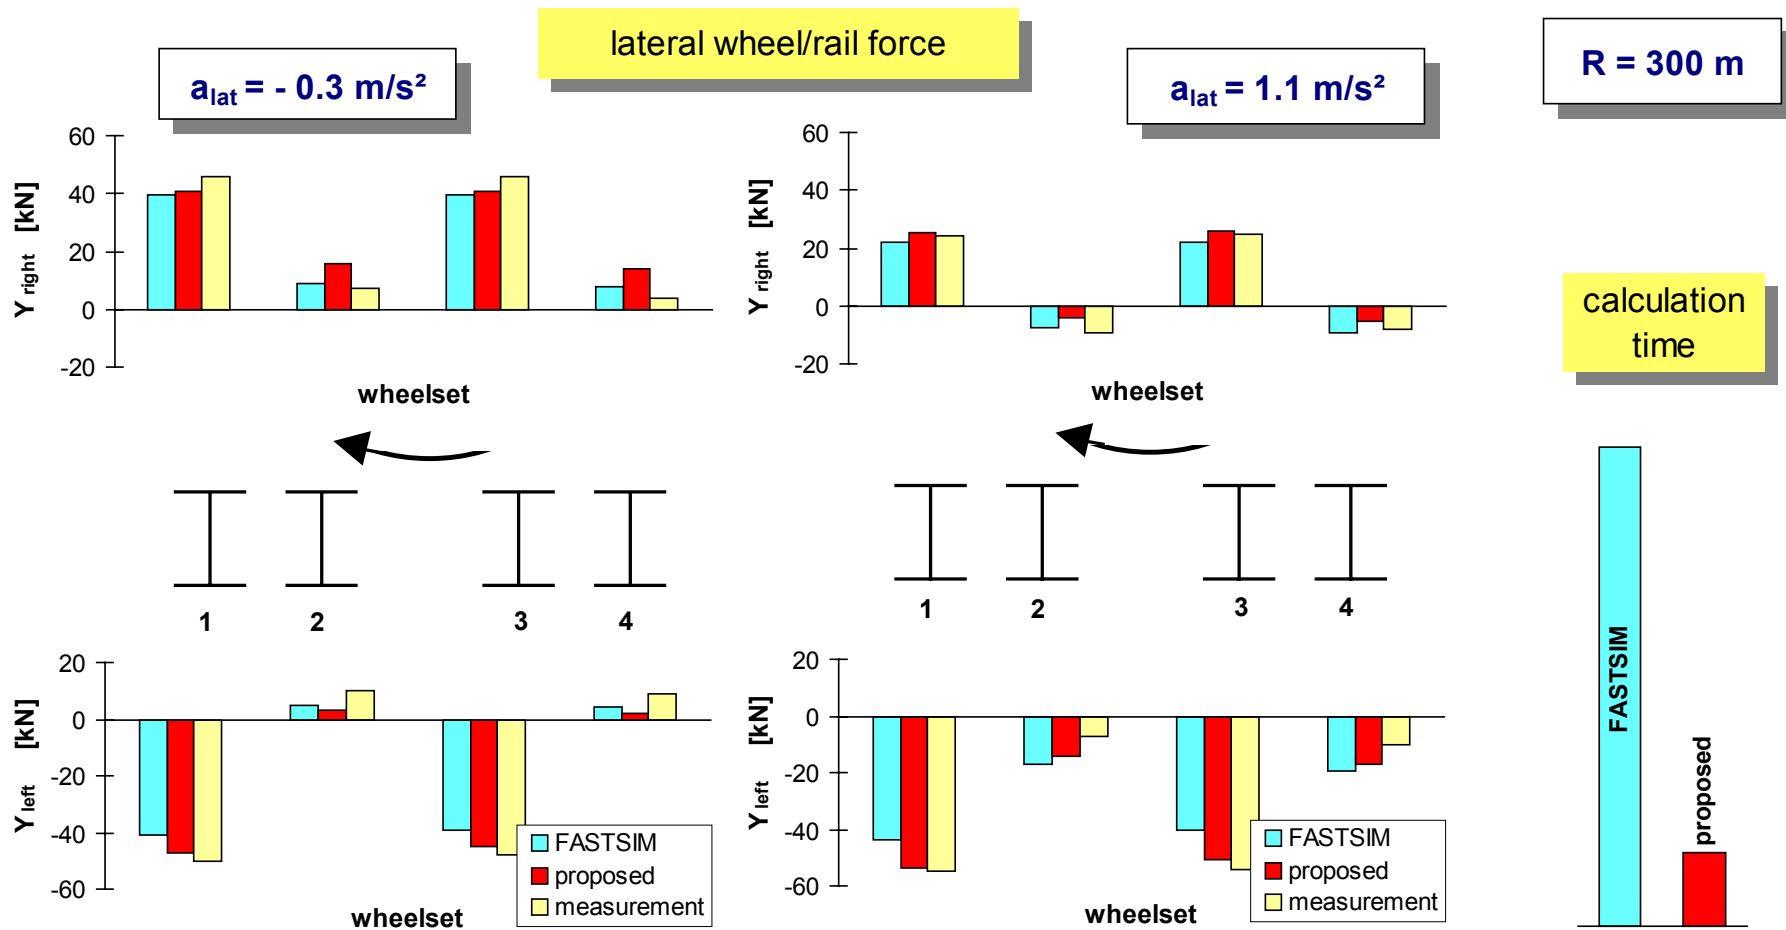 lateral wheel/rail force
a_lat = - 0.3 m/s²
a_lat = 1.1 m/s²
R = 300 m
Y right [kN]
60
40
20
0
-20
wheelset
Y right [kN]
60
40
20
0
-20
wheelset
calculation
time
1 2 3 4
1 2 3 4
Y left [kN]
20
0
-20
-40
-60
FASTSIM
proposed
measurement
wheelset
Y left [kN]
20
0
-20
-40
-60
FASTSIM
proposed
measurement
wheelset
FASTSIM
proposed